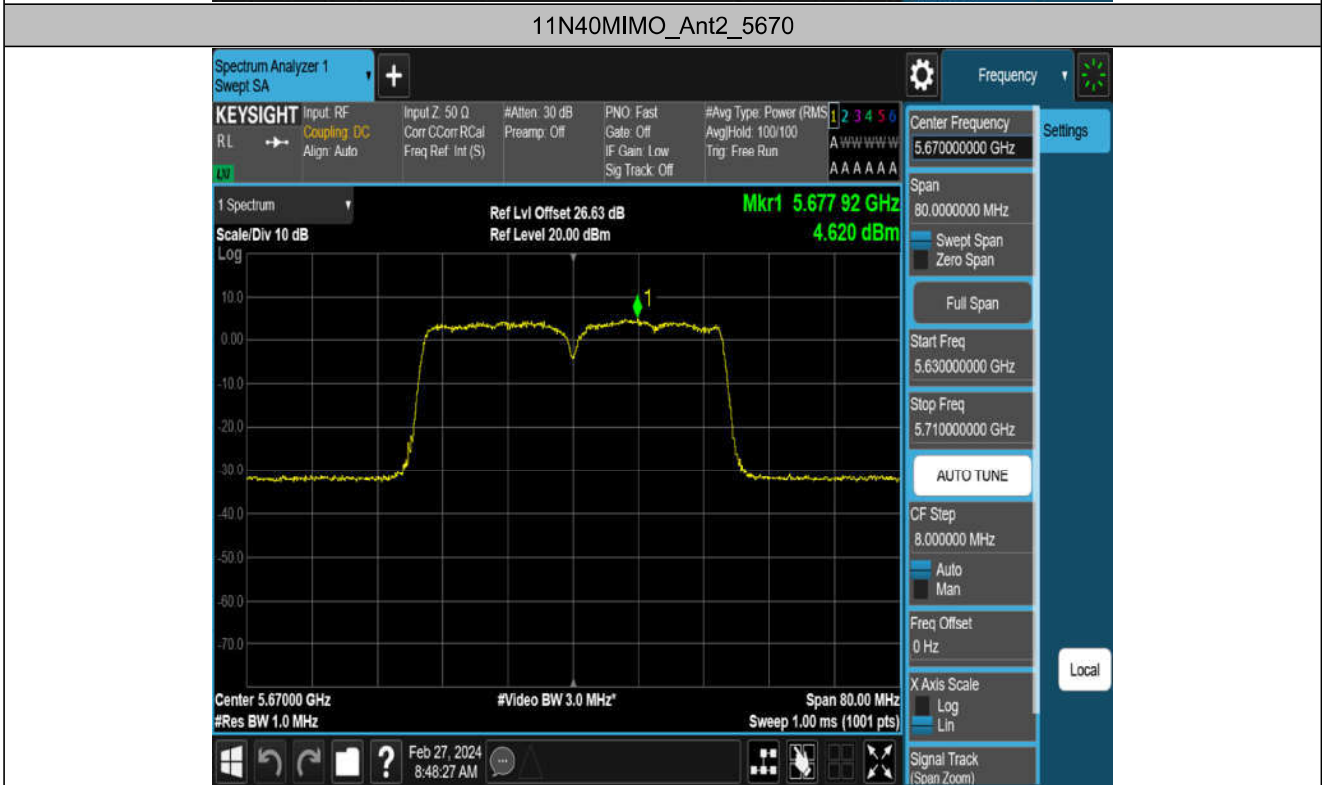 11N40MIMO_Ant2_5670
Spectrum Analyzer 1
Swept SA
+
Frequency
KEYSIGHT
RL
Input: RF
Coupling: DC
Align: Auto
Input Z: 50 Ω
Corr CCorr RCal
Freq Ref: Int (S)
#Atten: 30 dB
Preamp: Off
PNO: Fast
Gate: Off
IF Gain: Low
Sig Track: Off
#Avg Type: Power (RMS
Avg|Hold: 100/100
Trig: Free Run
1 2 3 4 5 6
A W W W W W
A A A A A A
1 Spectrum
Scale/Div 10 dB
Log
Ref Lvl Offset 26.63 dB
Ref Level 20.00 dBm
Mkr1 5.677 92 GHz
4.620 dBm
1
10.0
0.00
-10.0
-20.0
-30.0
-40.0
-50.0
-60.0
-70.0
Center 5.67000 GHz
#Res BW 1.0 MHz
#Video BW 3.0 MHz*
Span 80.00 MHz
Sweep 1.00 ms (1001 pts)
?
Feb 27, 2024
8:48:27 AM
Center Frequency
5.670000000 GHz
Settings
Span
80.0000000 MHz
Swept Span
Zero Span
Full Span
Start Freq
5.630000000 GHz
Stop Freq
5.710000000 GHz
AUTO TUNE
CF Step
8.000000 MHz
Auto
Man
Freq Offset
0 Hz
Local
X Axis Scale
Log
Lin
Signal Track
(Span Zoom)